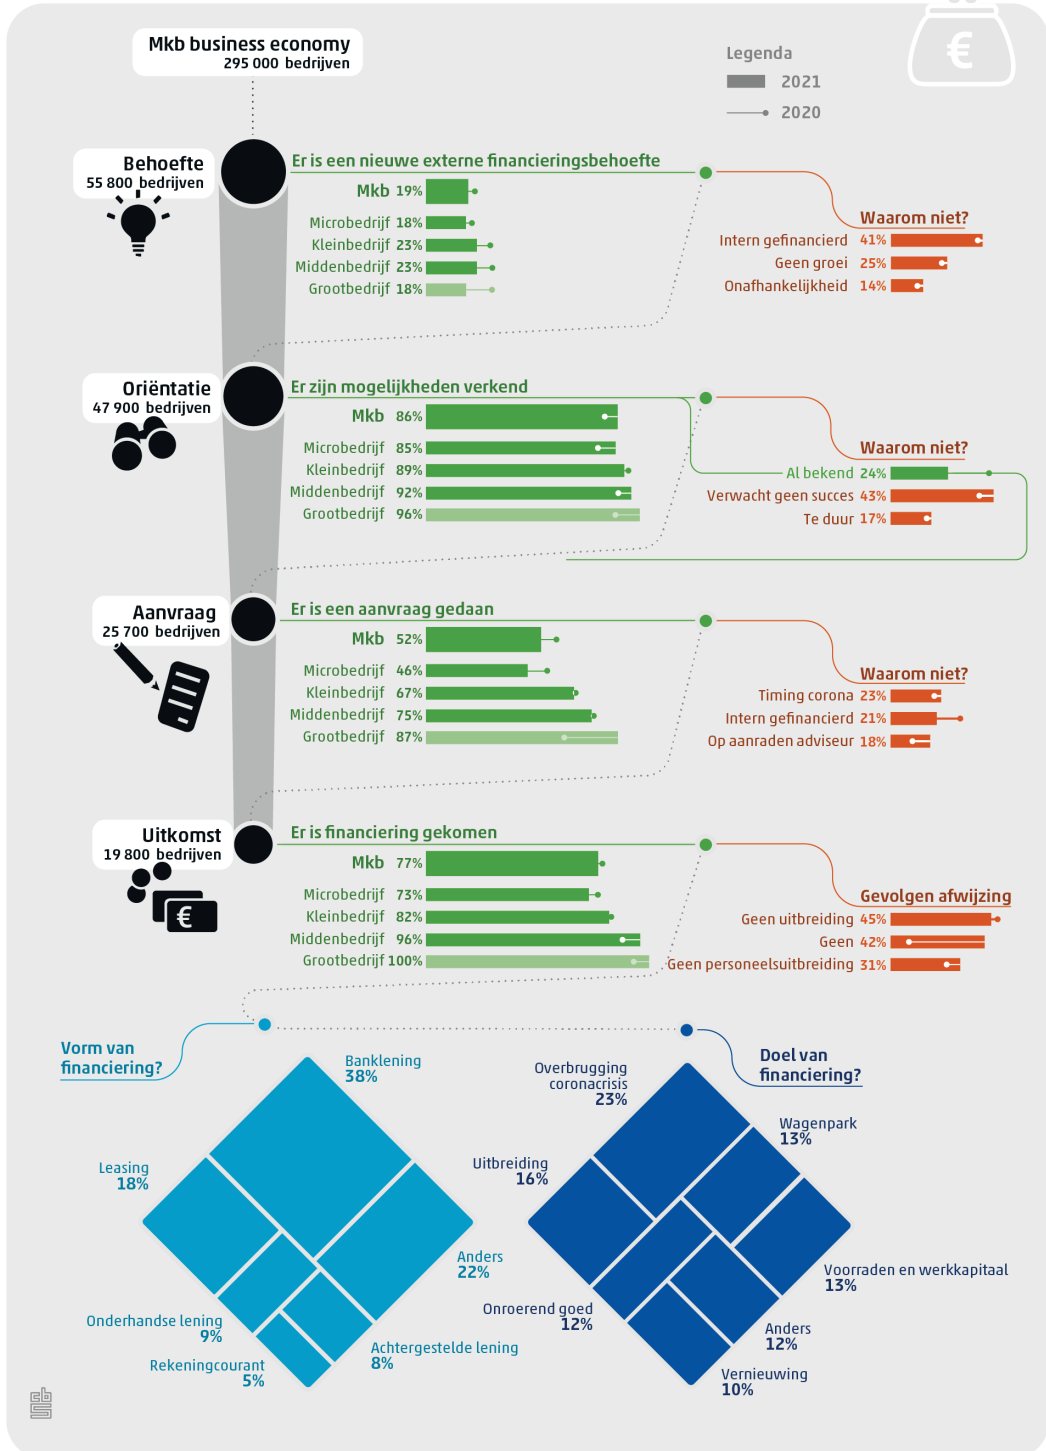 Mkb business economy
295 000 bedrijven
Legenda
2021
2020
€
Behoefte
55 800 bedrijven
Er is een nieuwe externe financieringsbehoefte
Mkb 19%
Microbedrijf 18%
Kleinbedrijf 23%
Middenbedrijf 23%
Grootbedrijf 18%
Waarom niet?
Intern gefinancierd 41%
Geen groei 25%
Onafhankelijkheid 14%
Oriëntatie
47 900 bedrijven
Er zijn mogelijkheden verkend
Mkb 86%
Microbedrijf 85%
Kleinbedrijf 89%
Middenbedrijf 92%
Grootbedrijf 96%
Waarom niet?
Al bekend 24%
Verwacht geen succes 43%
Te duur 17%
Aanvraag
25 700 bedrijven
Er is een aanvraag gedaan
Mkb 52%
Microbedrijf 46%
Kleinbedrijf 67%
Middenbedrijf 75%
Grootbedrijf 87%
Waarom niet?
Timing corona 23%
Intern gefinancierd 21%
Op aanraden adviseur 18%
Uitkomst
19 800 bedrijven
€
Er is financiering gekomen
Mkb 77%
Microbedrijf 73%
Kleinbedrijf 82%
Middenbedrijf 96%
Grootbedrijf 100%
Gevolgen afwijzing
Geen uitbreiding 45%
Geen 42%
Geen personeelsuitbreiding 31%
Vorm van
financiering?
Banklening
38%
Leasing
18%
Anders
22%
Onderhandse lening
9%
Achtergestelde lening
8%
Rekeningcourant
5%
Doel van
financiering?
Overbrugging
coronacrisis
23%
Wagenpark
13%
Uitbreiding
16%
Voorraden en werkkapitaal
13%
Onroerend goed
12%
Anders
12%
Vernieuwing
10%
cbs